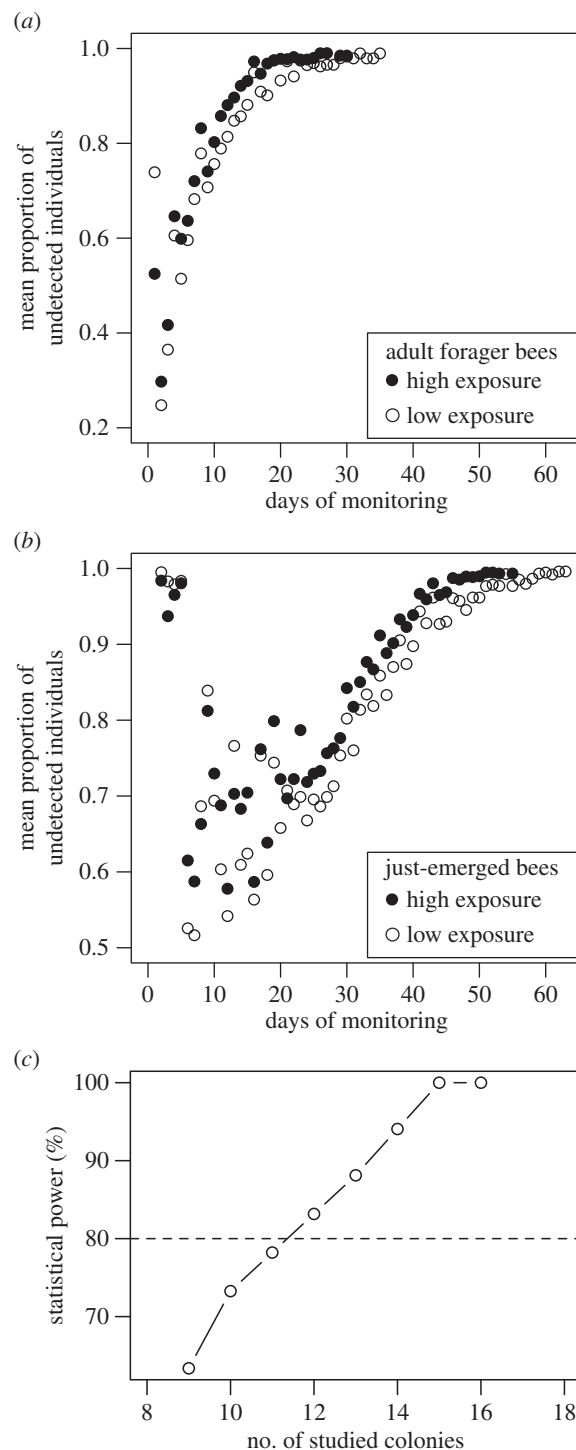 (a)
1.0
0.8
0.6
0.4
0.2
mean proportion of
undetected individuals
adult forager bees
high exposure
low exposure
0 10 20 30 40 50 60
days of monitoring
(b)
1.0
0.9
0.8
0.7
0.6
0.5
mean proportion of
undetected individuals
just-emerged bees
high exposure
low exposure
0 10 20 30 40 50 60
days of monitoring
(c)
100
90
80
70
statistical power (%)
8 10 12 14 16 18
no. of studied colonies